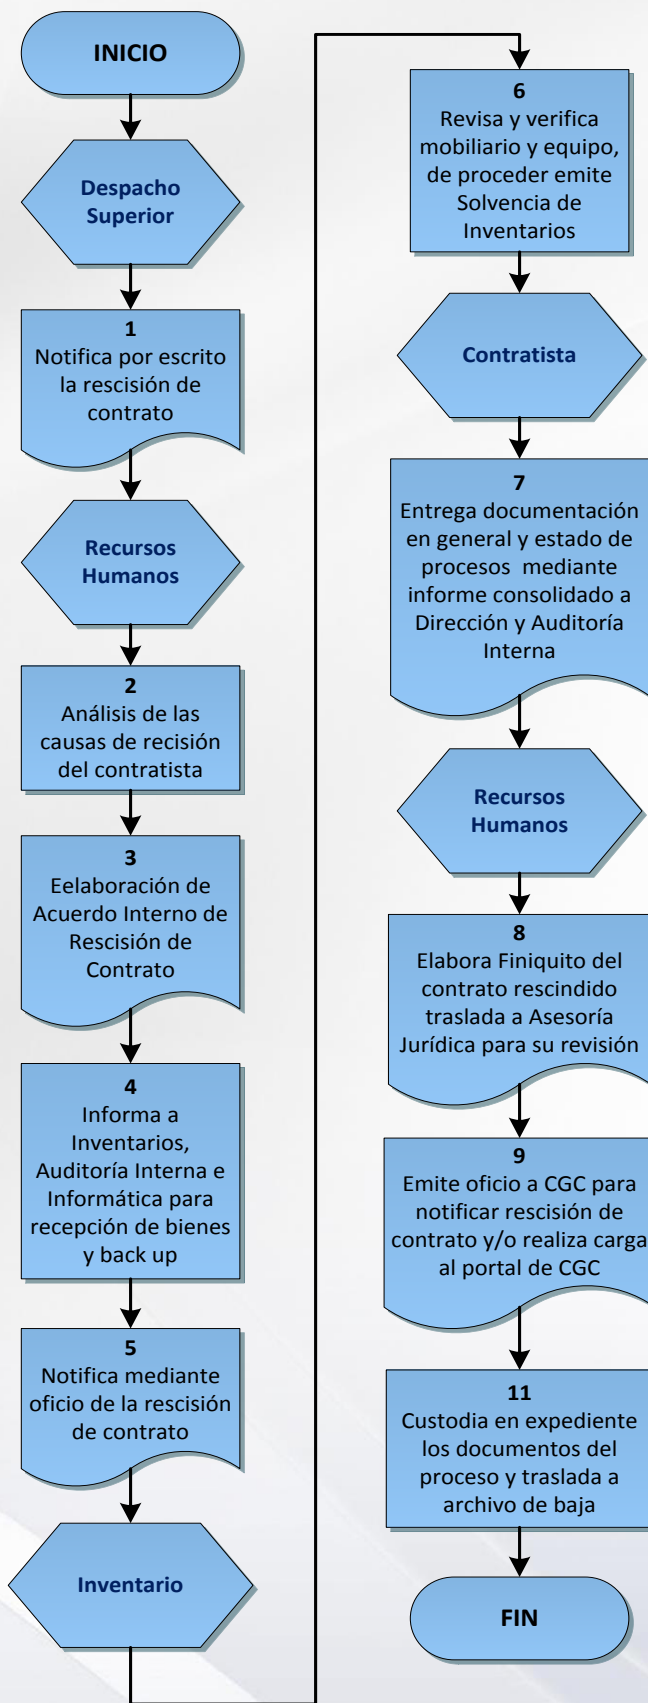 INICIO
Despacho
Superior
1
Notifica por escrito
la rescisión de
contrato
Recursos
Humanos
2
Análisis de las
causas de recisión
del contratista
3
Eelaboración de
Acuerdo Interno de
Rescisión de
Contrato
4
Informa a
Inventarios,
Auditoría Interna e
Informática para
recepción de bienes
y back up
5
Notifica mediante
oficio de la rescisión
de contrato
Inventario
6
Revisa y verifica
mobiliario y equipo,
de proceder emite
Solvencia de
Inventarios
Contratista
7
Entrega documentación
en general y estado de
procesos mediante
informe consolidado a
Dirección y Auditoría
Interna
Recursos
Humanos
8
Elabora Finiquito del
contrato rescindido
traslada a Asesoría
Jurídica para su revisión
9
Emite oficio a CGC para
notificar rescisión de
contrato y/o realiza carga
al portal de CGC
11
Custodia en expediente
los documentos del
proceso y traslada a
archivo de baja
FIN